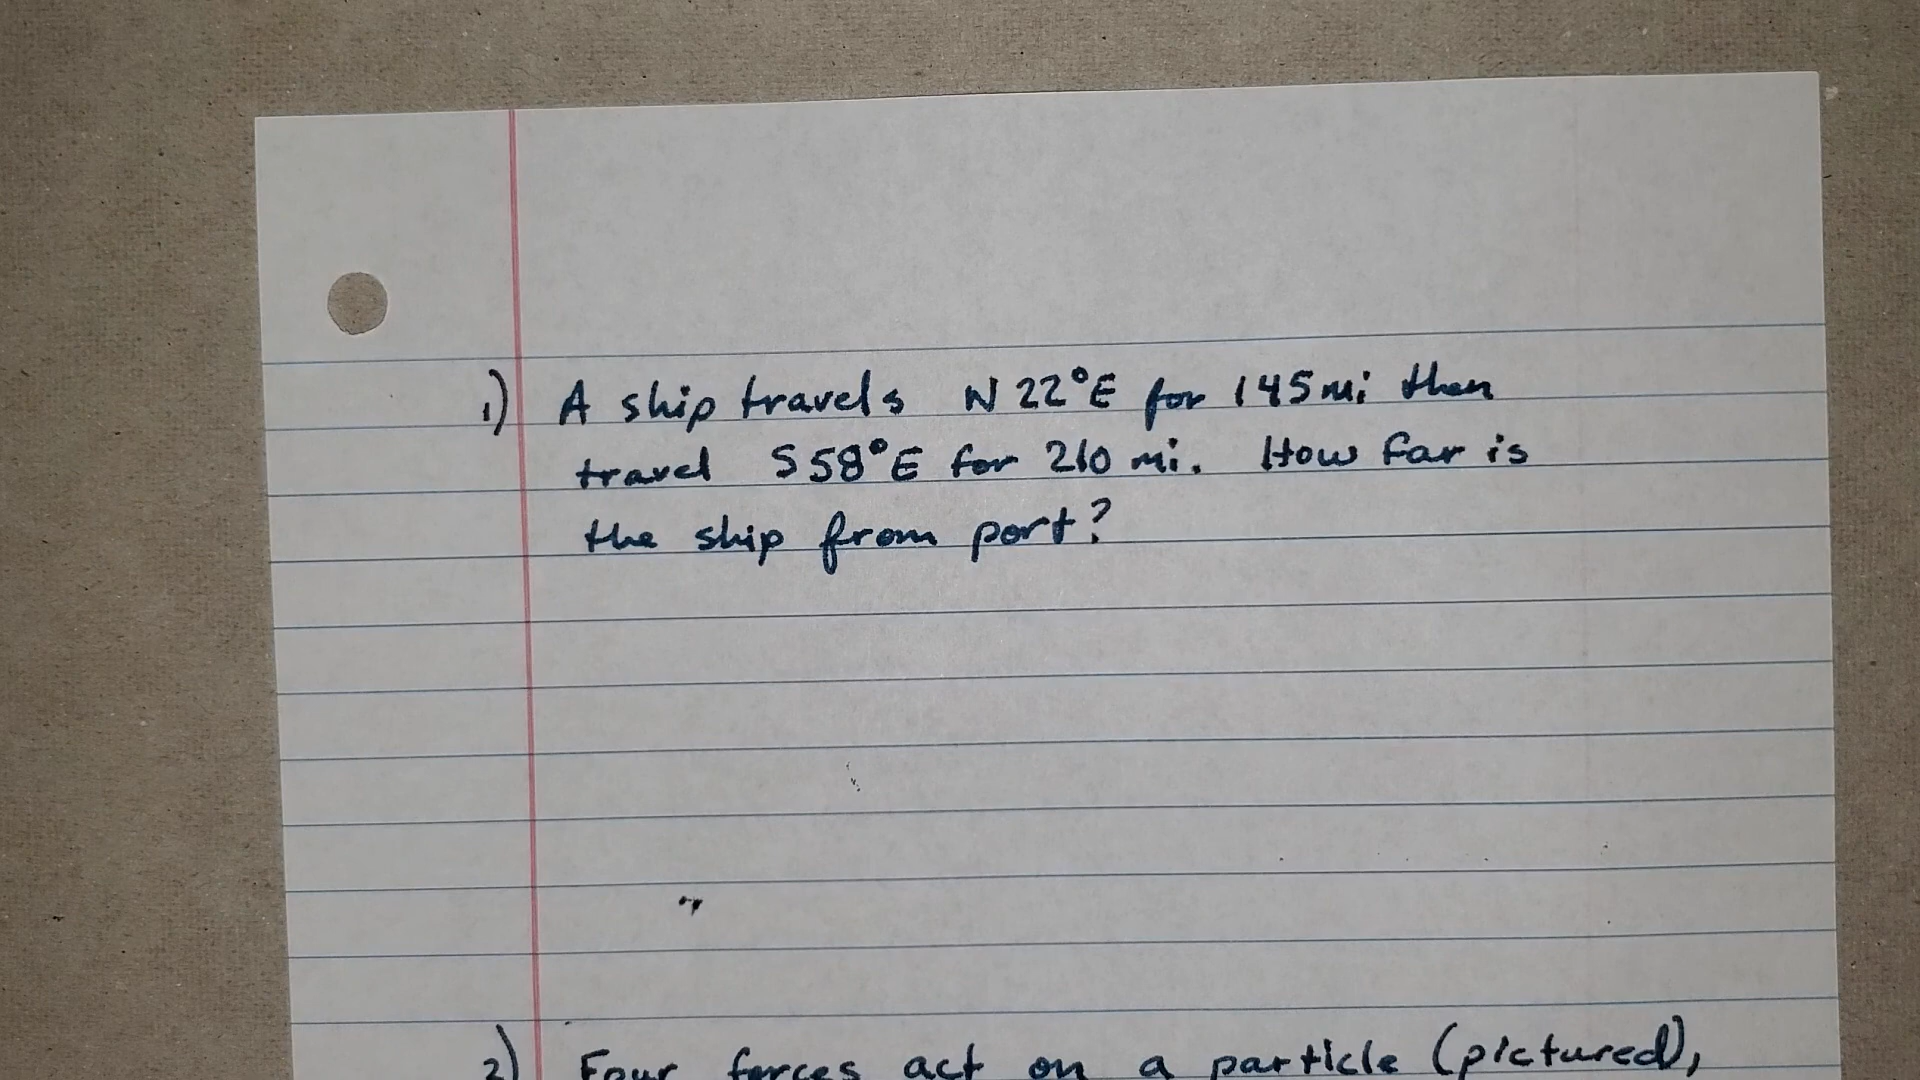 1) A ship travels N 22°E for 145 mi then
travel S 58°E for 210 mi. How far is
the ship from port?
2) Four forces act on a particle (pictured),